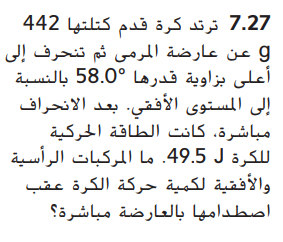 7.27 ترتد كرة قدم كتلتها 442
g عن عارضة المرمى ثم تنحرف إلى
أعلى بزاوية قدرها 58.0° بالنسبة
إلى المستوى الأفقي. بعد الانحراف
مباشرة، كانت الطاقة الحركية
للكرة 49.5 J. ما المركبات الرأسية
والأفقية لكمية حركة الكرة عقب
اصطدامها بالعارضة مباشرة؟